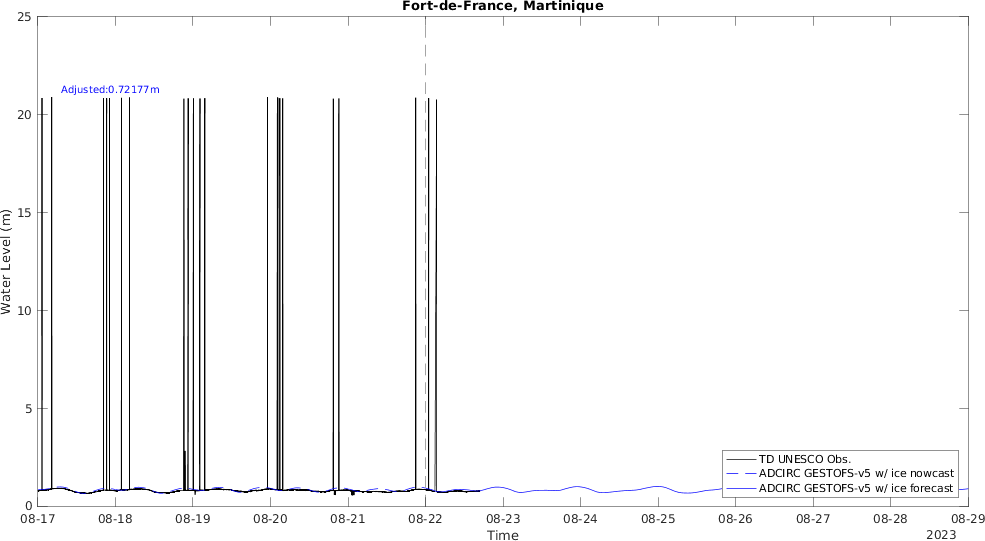 Fort-de-France, Martinique
25
20
15
10
5
0
Water Level (m)
Adjusted:0.72177m
TD UNESCO Obs.
ADCIRC GESTOFS-v5 w/ ice nowcast
ADCIRC GESTOFS-v5 w/ ice forecast
08-17 08-18 08-19 08-20 08-21 08-22 08-23 08-24 08-25 08-26 08-27 08-28 08-29
Time
2023